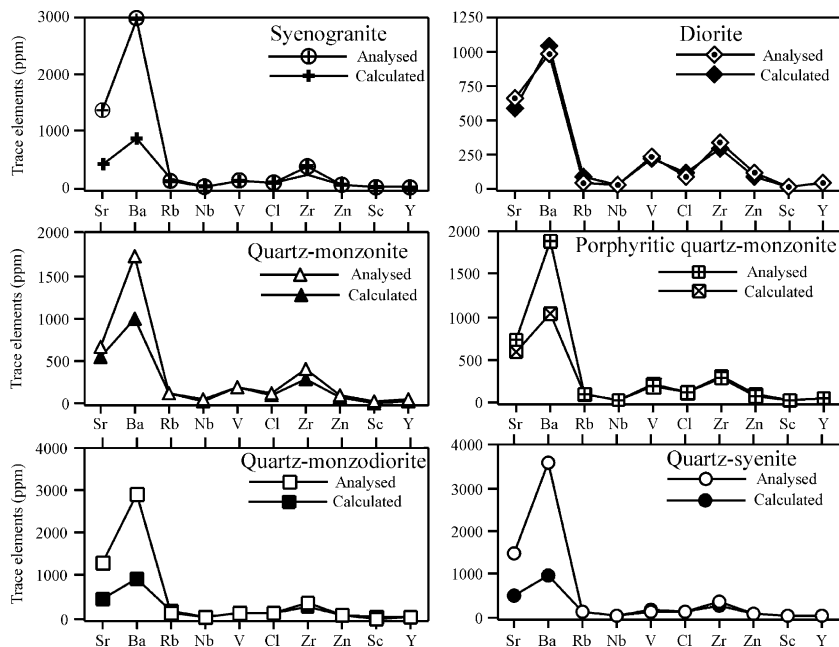 Syenogranite
Analysed
Calculated
Trace elements (ppm)
3000
2000
1000
0
Sr Ba Rb Nb V Cl Zr Zn Sc Y
Diorite
Analysed
Calculated
1250
1000
750
500
250
0
Sr Ba Rb Nb V Cl Zr Zn Sc Y
Quartz-monzonite
Analysed
Calculated
Trace elements (ppm)
2000
1500
1000
500
0
Sr Ba Rb Nb V Cl Zr Zn Sc Y
Porphyritic quartz-monzonite
Analysed
Calculated
2000
1500
1000
500
0
Sr Ba Rb Nb V Cl Zr Zn Sc Y
Quartz-monzodiorite
Analysed
Calculated
Trace elements (ppm)
4000
3000
2000
1000
0
Sr Ba Rb Nb V Cl Zr Zn Sc Y
Quartz-syenite
Analysed
Calculated
4000
3000
2000
1000
0
Sr Ba Rb Nb V Cl Zr Zn Sc Y